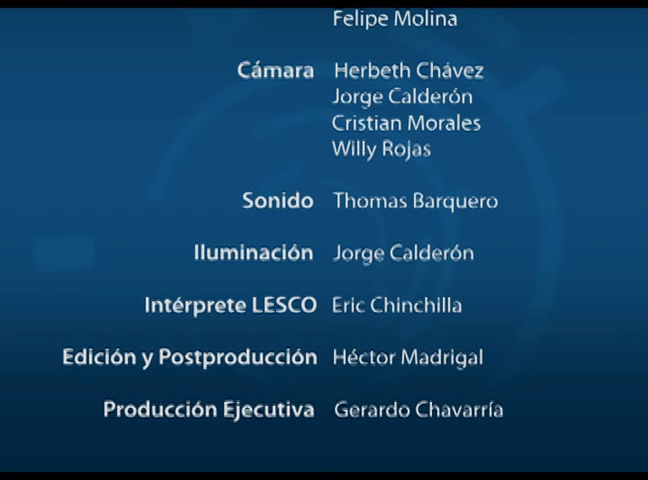 Felipe Molina
Cámara Herbeth Chávez
Jorge Calderón
Cristian Morales
Willy Rojas
Sonido Thomas Barquero
Iluminación Jorge Calderón
Intérprete LESCO Eric Chinchilla
Edición y Postproducción Héctor Madrigal
Producción Ejecutiva Gerardo Chavarría